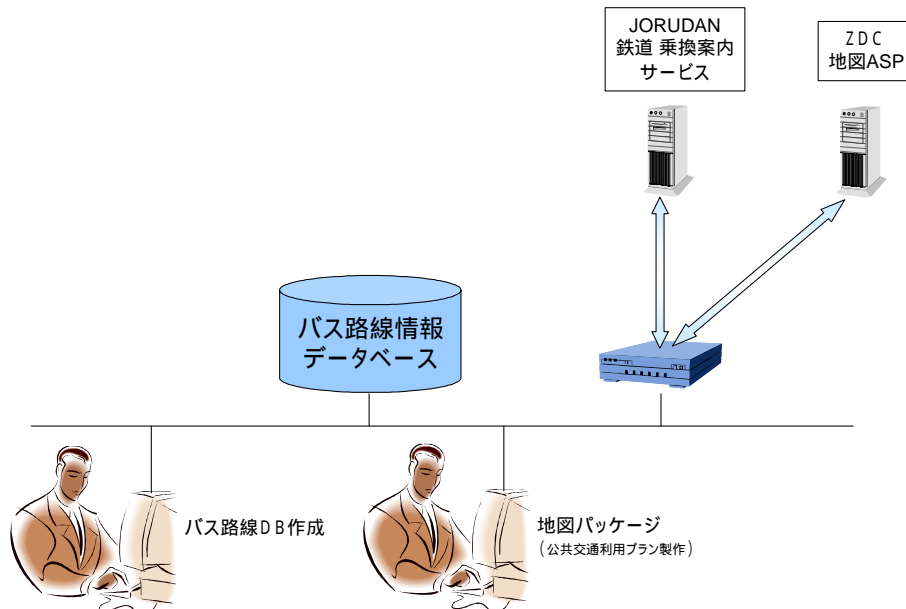 JORUDAN
鉄道 乗換案内
サービス
ZDC
地図ASP
バス路線情報
データベース
バス路線DB作成
地図パッケージ
(公共交通利用プラン製作)